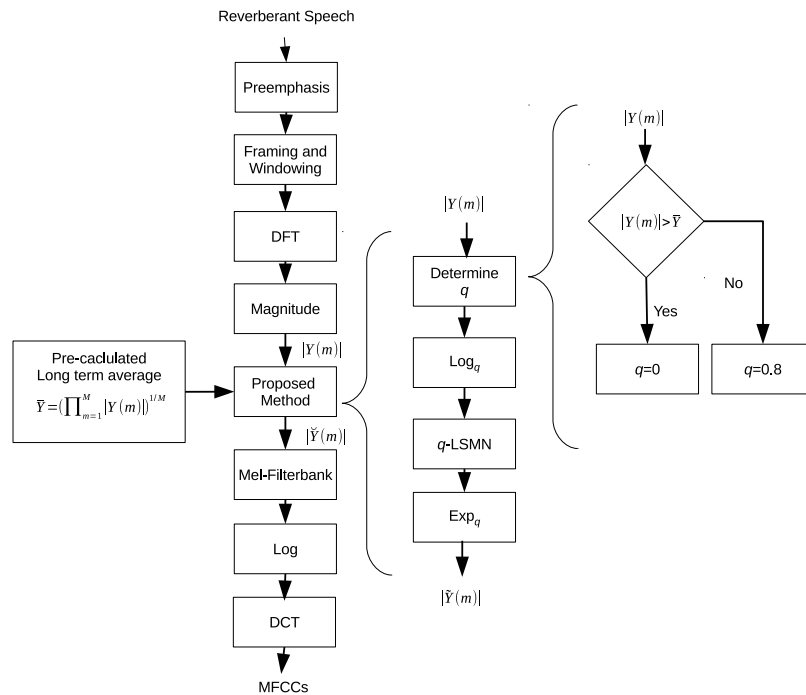 Reverberant Speech
Preemphasis
Framing and
Windowing
DFT
Magnitude
|Y(m)|
Pre-caclulated
Long term average
Ȳ=(∏_{m=1}^{M}|Y(m)|)^{1/M}
Proposed
Method
|Y̆(m)|
Mel-Filterbank
Log
DCT
MFCCs
|Y(m)|
Determine
q
Log_q
q-LSMN
Exp_q
|Ỹ(m)|
|Y(m)|
|Y(m)|>Ȳ
Yes
No
q=0
q=0.8